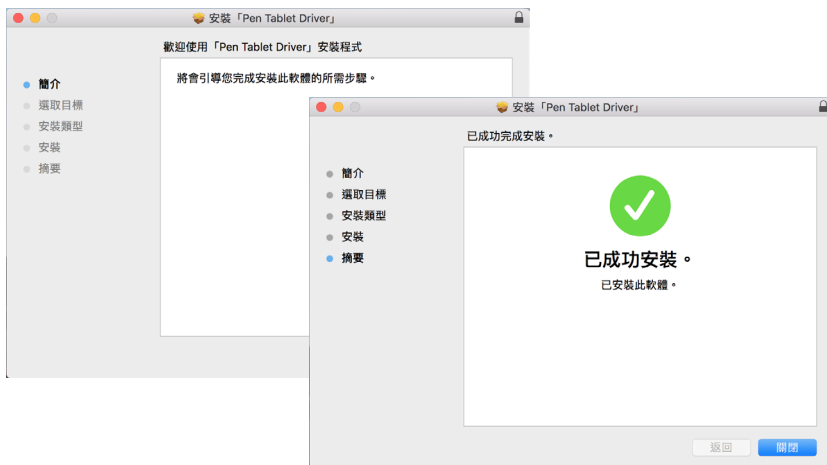 安裝「Pen Tablet Driver」
歡迎使用「Pen Tablet Driver」安裝程式
簡介
選取目標
安裝類型
安裝
摘要
將會引導您完成安裝此軟體的所需步驟。
安裝「Pen Tablet Driver」
已成功完成安裝。
簡介
選取目標
安裝類型
安裝
摘要
已成功安裝。
已安裝此軟體。
返回
關閉